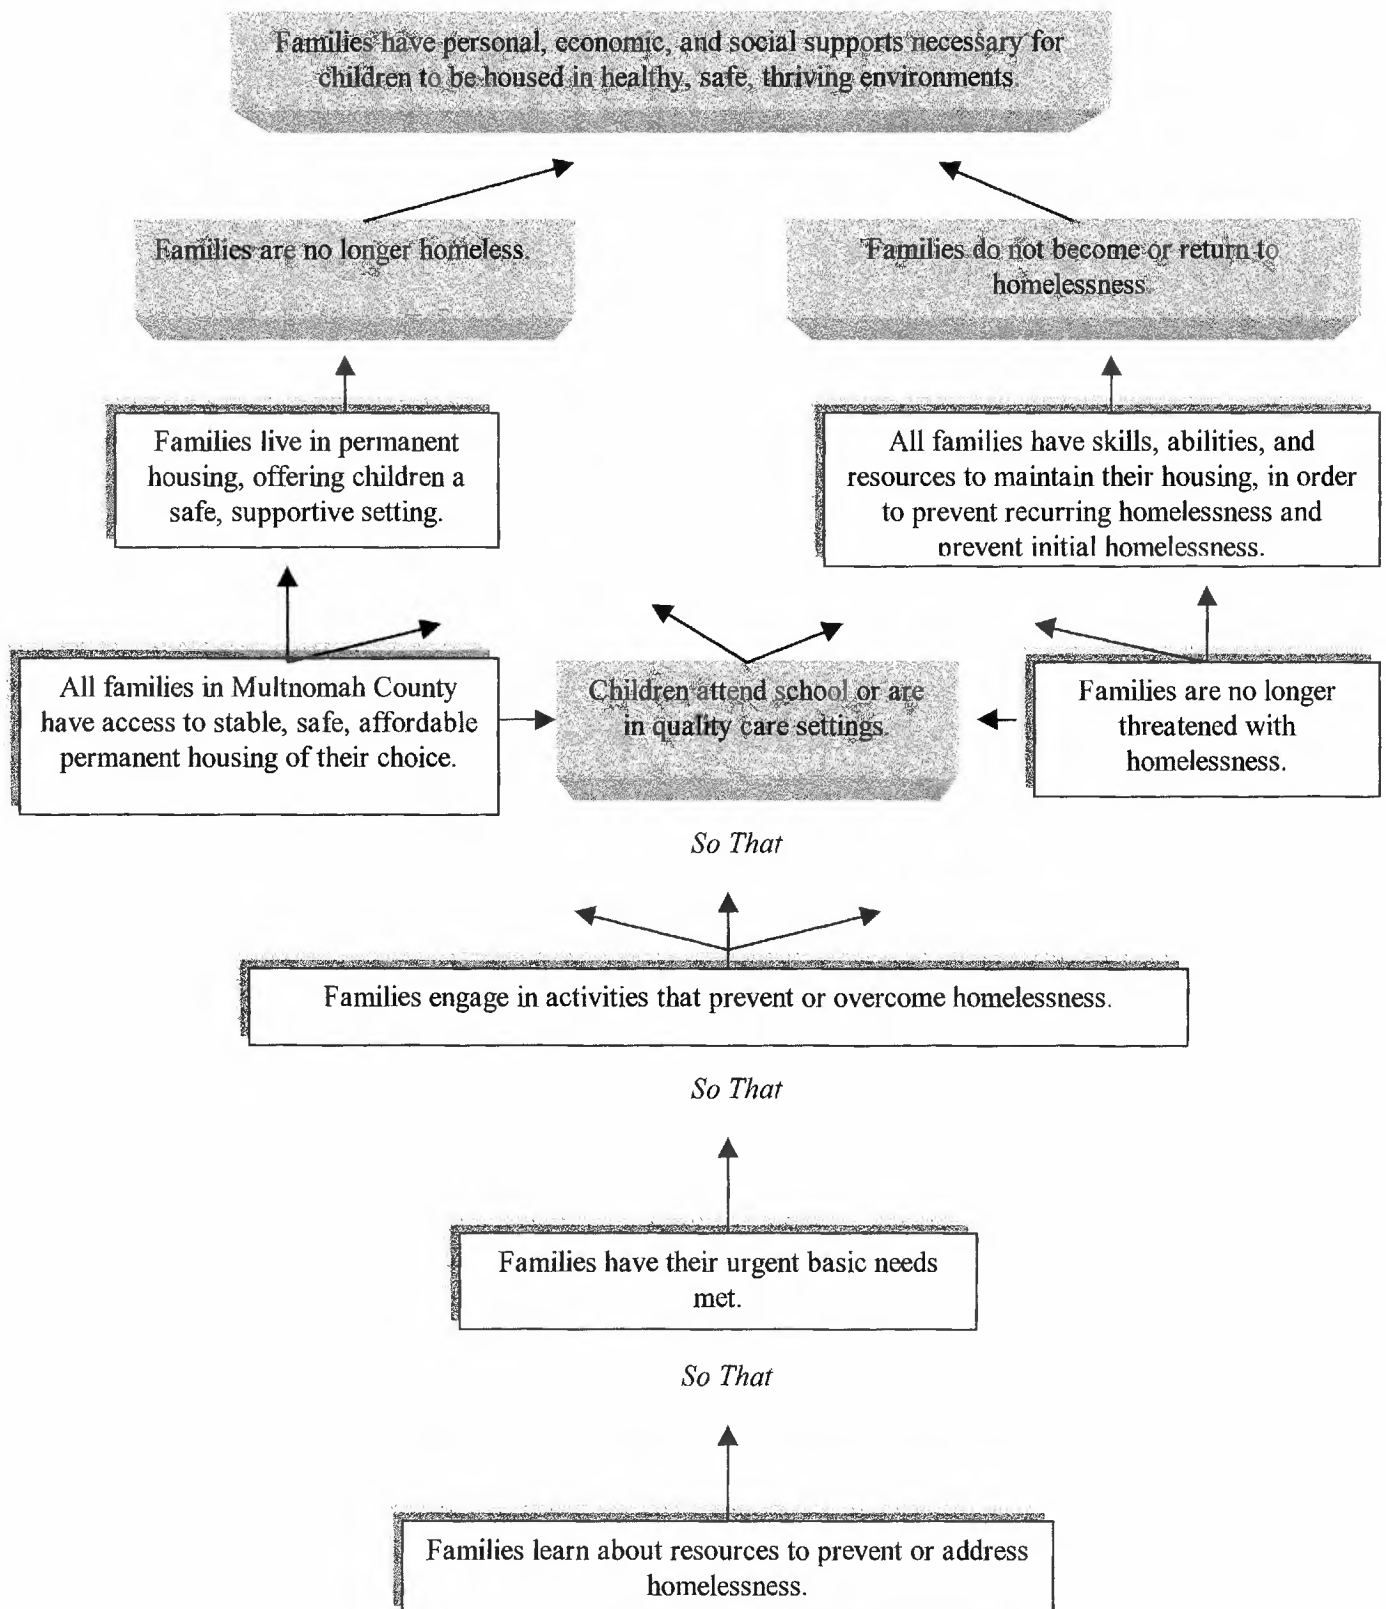 Families have personal, economic, and social supports necessary for
children to be housed in healthy, safe, thriving environments.
Families are no longer homeless.
Families do not become or return to
homelessness.
Families live in permanent
housing, offering children a
safe, supportive setting.
All families have skills, abilities, and
resources to maintain their housing, in order
to prevent recurring homelessness and
prevent initial homelessness.
All families in Multnomah County
have access to stable, safe, affordable
permanent housing of their choice.
Children attend school or are
in quality care settings.
Families are no longer
threatened with
homelessness.
So That
Families engage in activities that prevent or overcome homelessness.
So That
Families have their urgent basic needs
met.
So That
Families learn about resources to prevent or address
homelessness.